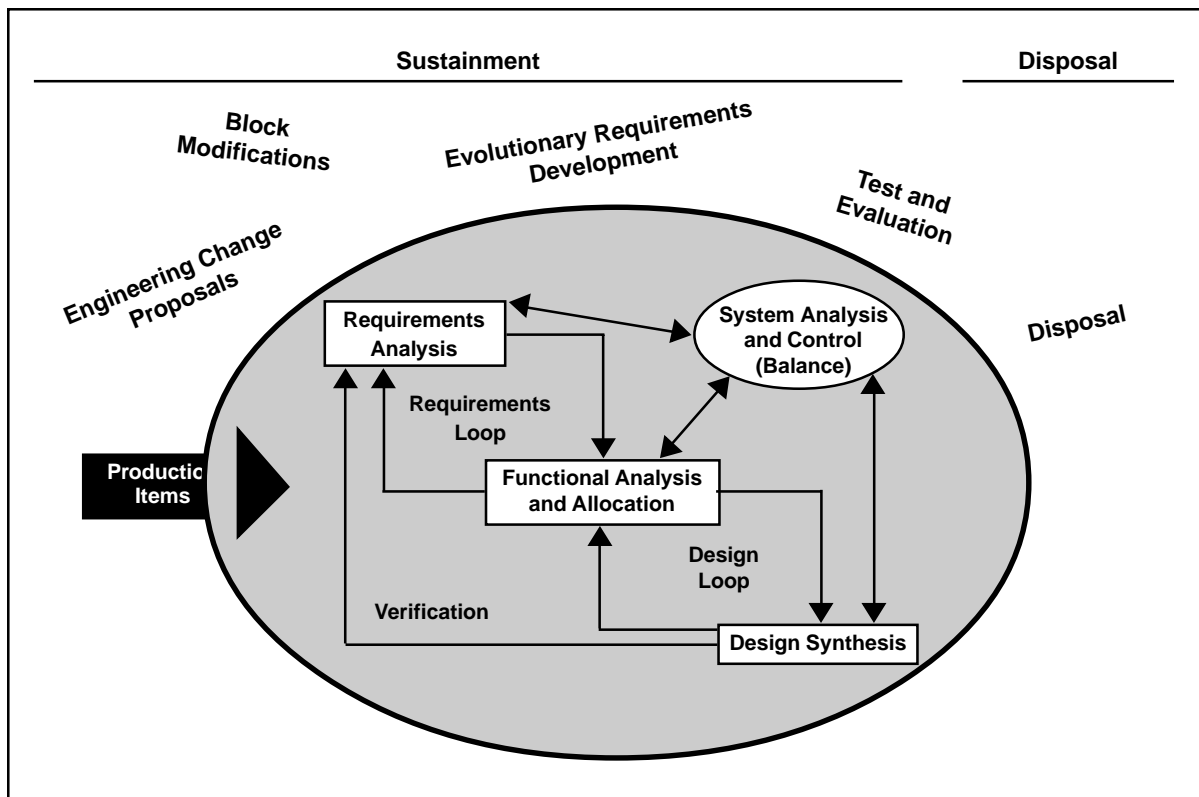 Sustainment
Disposal
Block
Modifications
Evolutionary Requirements
Development
Test and
Evaluation
Engineering Change
Proposals
Disposal
Requirements
Analysis
System Analysis
and Control
(Balance)
Requirements
Loop
Production
Items
Functional Analysis
and Allocation
Design
Loop
Verification
Design Synthesis